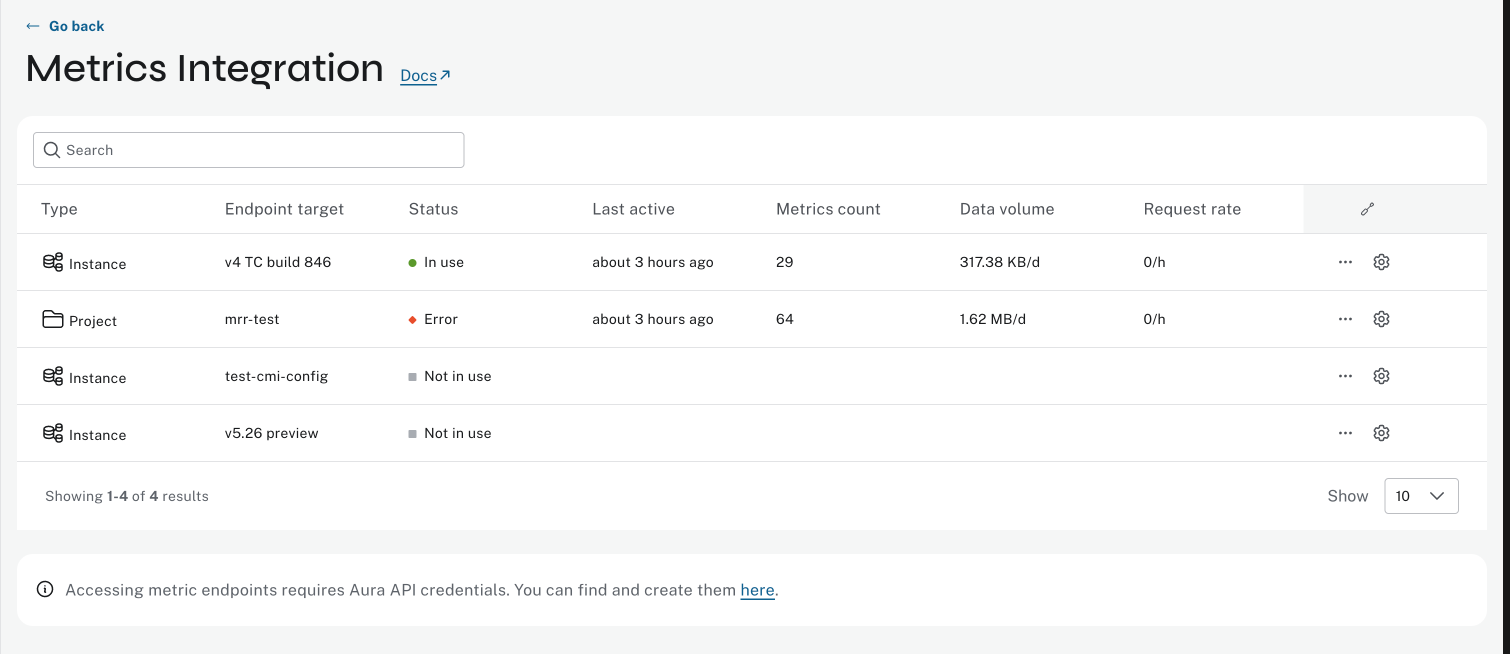 ← Go back
Metrics Integration Docs↗
Search
Type Endpoint target Status Last active Metrics count Data volume Request rate
Instance v4 TC build 846 In use about 3 hours ago 29 317.38 KB/d 0/h
Project mrr-test Error about 3 hours ago 64 1.62 MB/d 0/h
Instance test-cmi-config Not in use
Instance v5.26 preview Not in use
Showing 1-4 of 4 results Show 10
Accessing metric endpoints requires Aura API credentials. You can find and create them here.